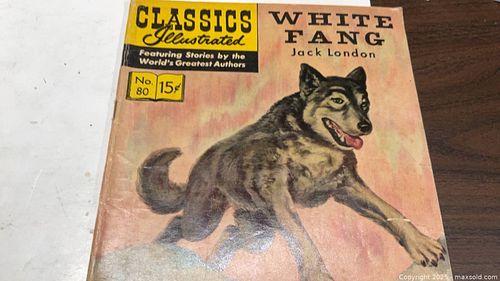 CLASSICS
Illustrated
Featuring Stories by the
World's Greatest Authors
No.
80
15¢
WHITE
FANG
Jack London
Copyright 2025 - maxsold.com